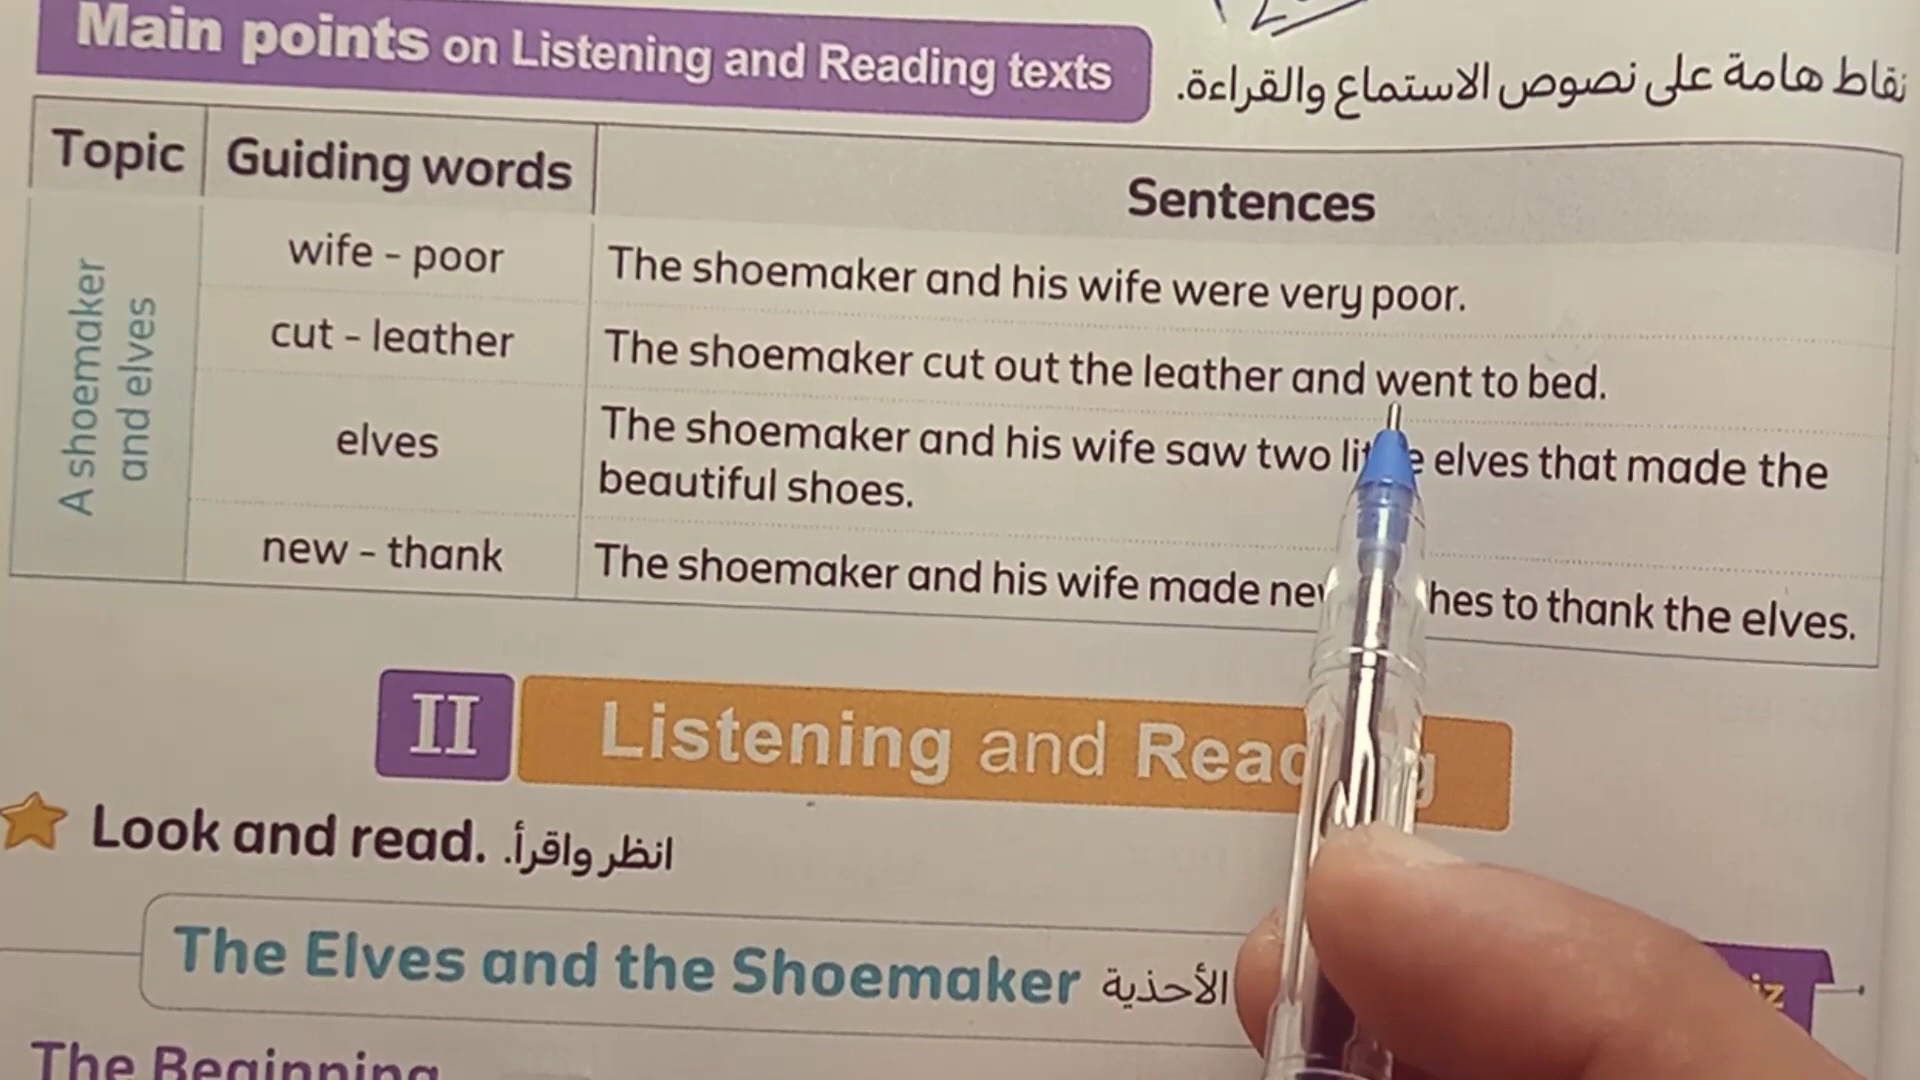 Main points on Listening and Reading texts
نقاط هامة على نصوص الاستماع والقراءة.
Topic Guiding words Sentences
A shoemaker
and elves
wife - poor The shoemaker and his wife were very poor.
cut - leather The shoemaker cut out the leather and went to bed.
elves The shoemaker and his wife saw two elves that made the
beautiful shoes.
new - thank The shoemaker and his wife made to thank the elves.
II Listening and
Look and read. انظر واقرأ.
The Elves and the Shoemaker الأحذية
The Beginning